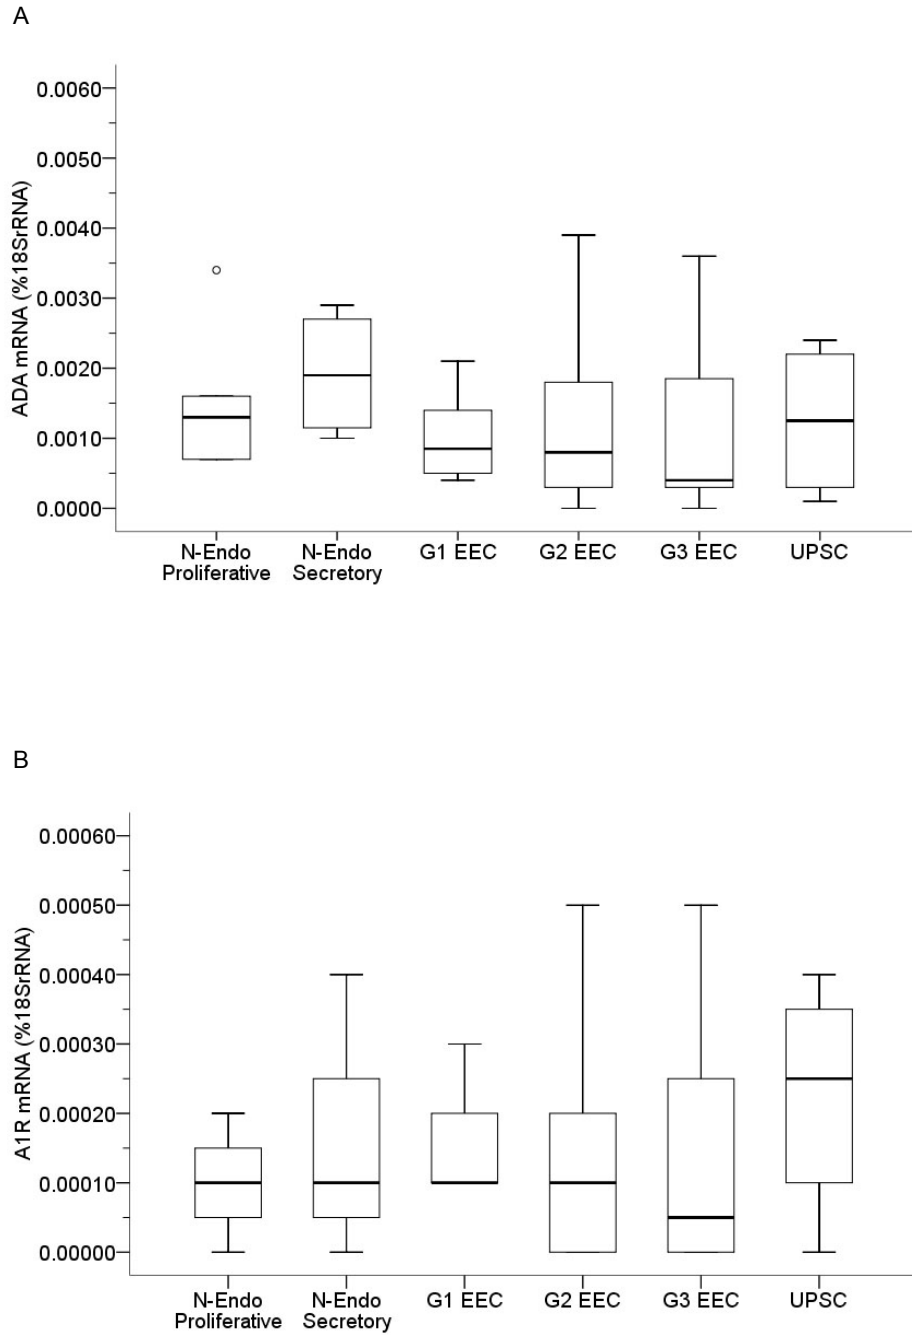 A
ADA mRNA (%18SrRNA)
0.0060
0.0050
0.0040
0.0030
0.0020
0.0010
0.0000
N-Endo Proliferative
N-Endo Secretory
G1 EEC
G2 EEC
G3 EEC
UPSC
B
A1R mRNA (%18SrRNA)
0.00060
0.00050
0.00040
0.00030
0.00020
0.00010
0.00000
N-Endo Proliferative
N-Endo Secretory
G1 EEC
G2 EEC
G3 EEC
UPSC